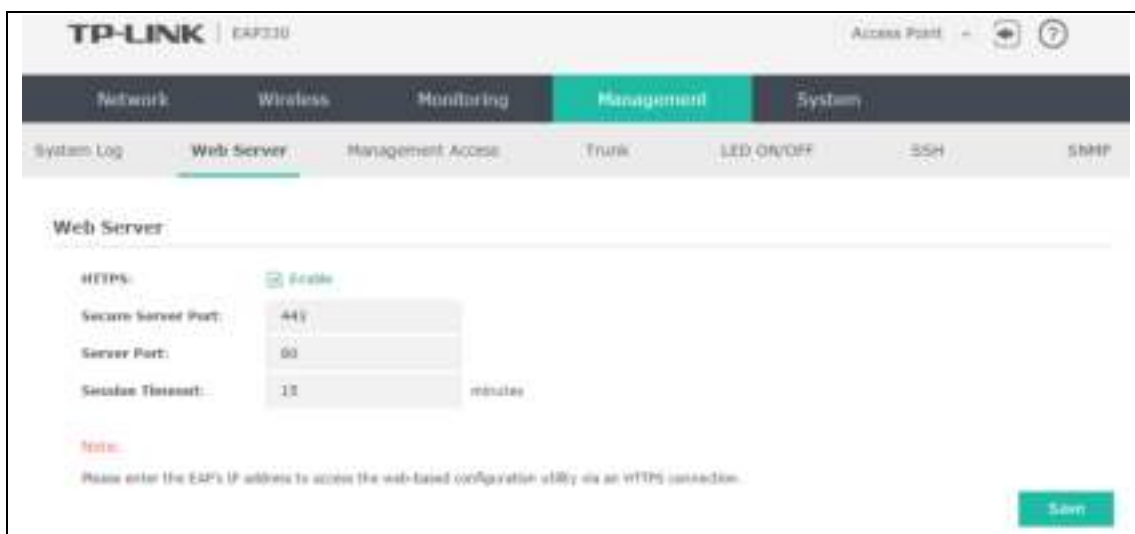 TP-LINK | EAP330
Access Point
Network Wireless Monitoring Management System
System Log Web Server Management Access Trunk LED ON/OFF SSH SNMP
Web Server
HTTPS: Enable
Secure Server Port: 443
Server Port: 80
Session Timeout: 15 minutes
Note:
Please enter the EAP's IP address to access the web-based configuration utility via an HTTPS connection.
Save